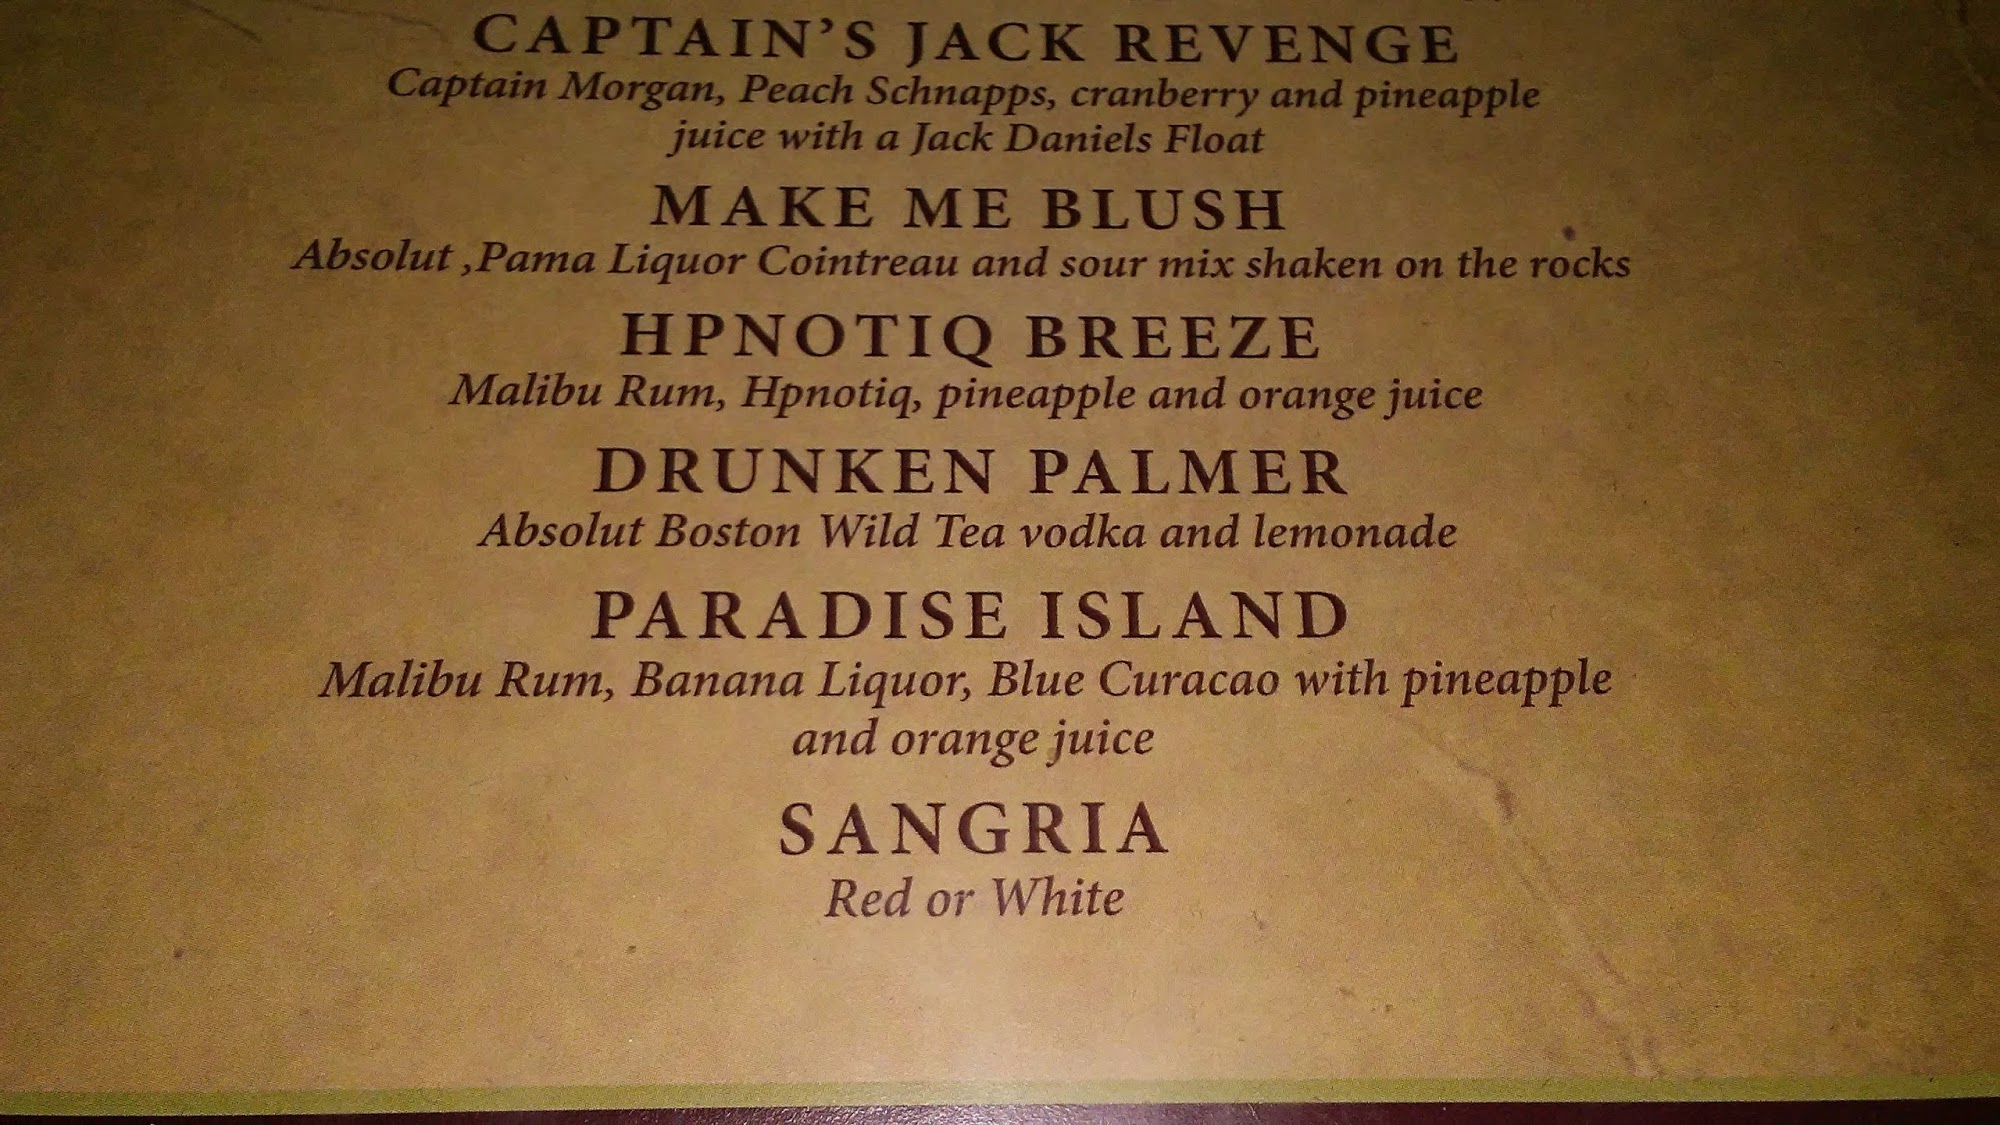 CAPTAIN'S JACK REVENGE
Captain Morgan, Peach Schnapps, cranberry and pineapple
juice with a Jack Daniels Float
MAKE ME BLUSH
Absolut ,Pama Liquor Cointreau and sour mix shaken on the rocks
HPNOTIQ BREEZE
Malibu Rum, Hpnotiq, pineapple and orange juice
DRUNKEN PALMER
Absolut Boston Wild Tea vodka and lemonade
PARADISE ISLAND
Malibu Rum, Banana Liquor, Blue Curacao with pineapple
and orange juice
SANGRIA
Red or White